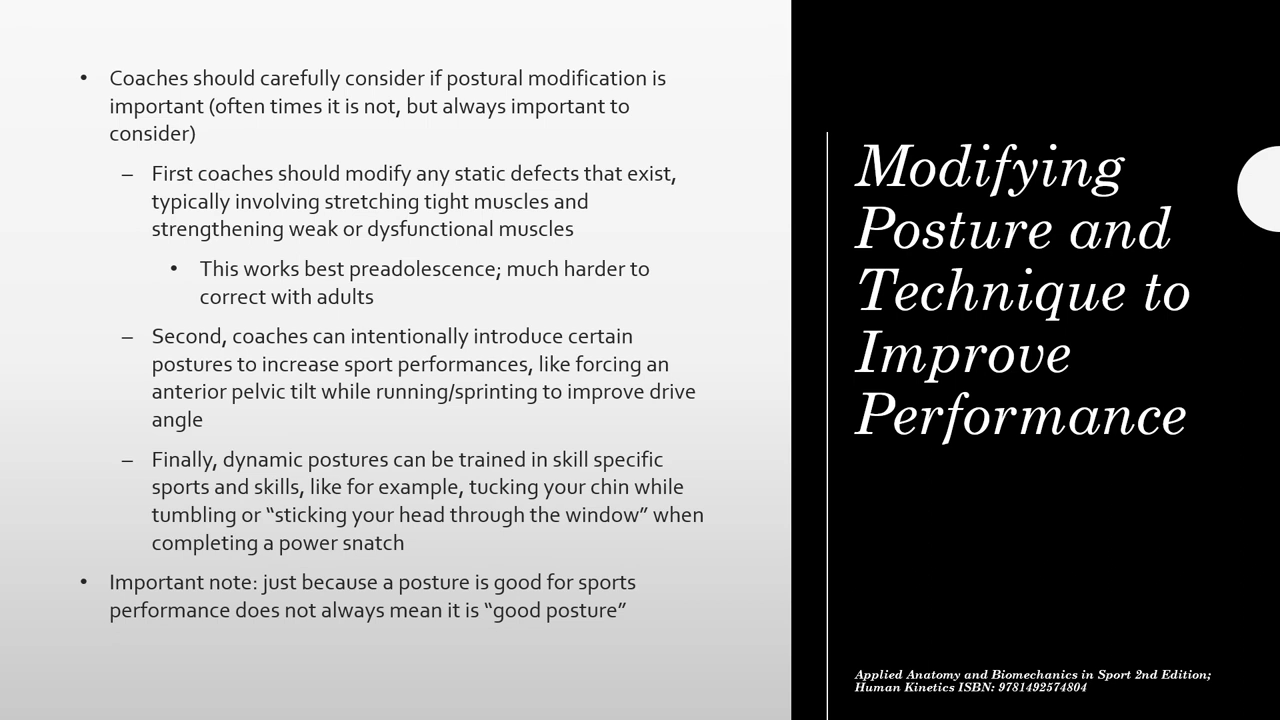 • Coaches should carefully consider if postural modification is
important (often times it is not, but always important to
consider)
– First coaches should modify any static defects that exist,
typically involving stretching tight muscles and
strengthening weak or dysfunctional muscles
• This works best preadolescence; much harder to
correct with adults
– Second, coaches can intentionally introduce certain
postures to increase sport performances, like forcing an
anterior pelvic tilt while running/sprinting to improve drive
angle
– Finally, dynamic postures can be trained in skill specific
sports and skills, like for example, tucking your chin while
tumbling or “sticking your head through the window” when
completing a power snatch
• Important note: just because a posture is good for sports
performance does not always mean it is “good posture”
Modifying
Posture and
Technique to
Improve
Performance
Applied Anatomy and Biomechanics in Sport 2nd Edition;
Human Kinetics ISBN: 9781492574804